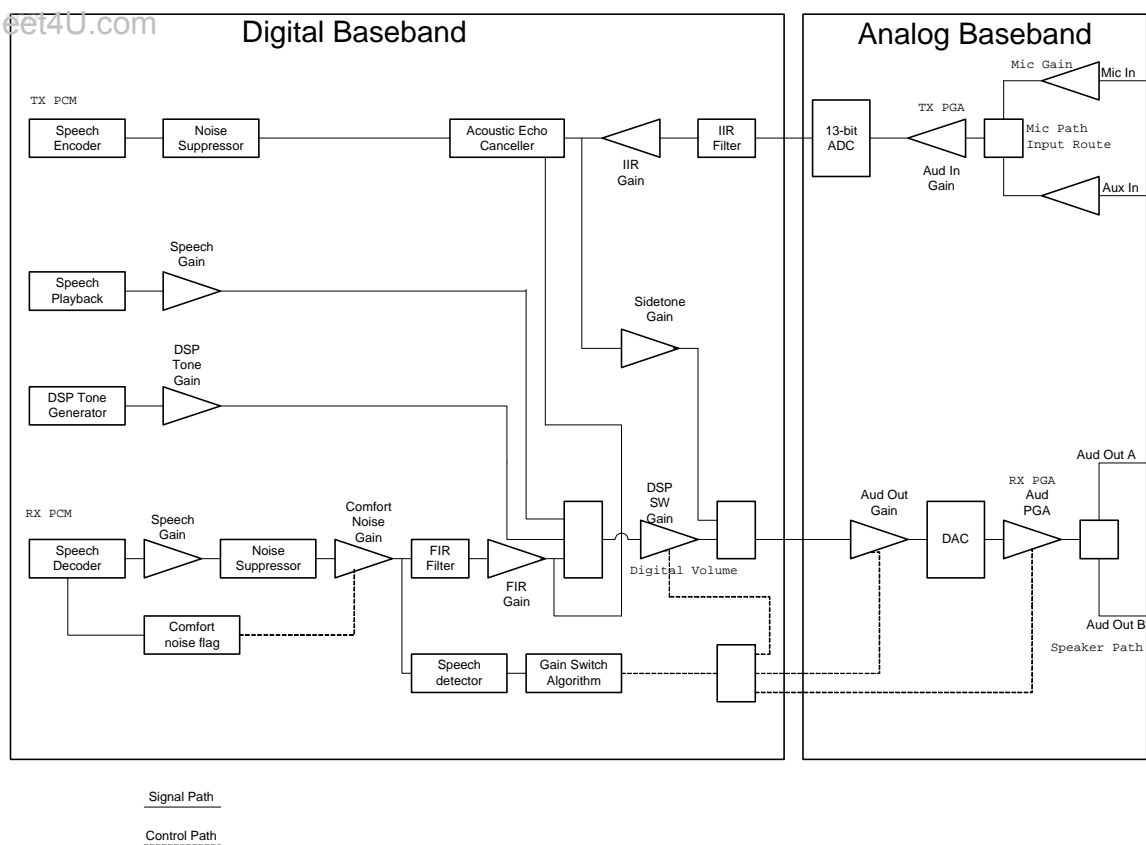 eet4U.com
Digital Baseband
Analog Baseband
Mic Gain
Mic In
TX PCM
TX PGA
Speech
Encoder
Noise
Suppressor
Acoustic Echo
Canceller
IIR
Gain
IIR
Filter
13-bit
ADC
Aud In
Gain
Mic Path
Input Route
Aux In
Speech
Gain
Speech
Playback
Sidetone
Gain
DSP
Tone
Gain
DSP Tone
Generator
Aud Out A
RX PCM
Speech
Gain
Comfort
Noise
Gain
DSP
SW
Gain
Aud Out
Gain
RX PGA
Aud
PGA
Speech
Decoder
Noise
Suppressor
FIR
Filter
FIR
Gain
Digital Volume
DAC
Comfort
noise flag
Aud Out B
Speaker Path
Speech
detector
Gain Switch
Algorithm
Signal Path
Control Path